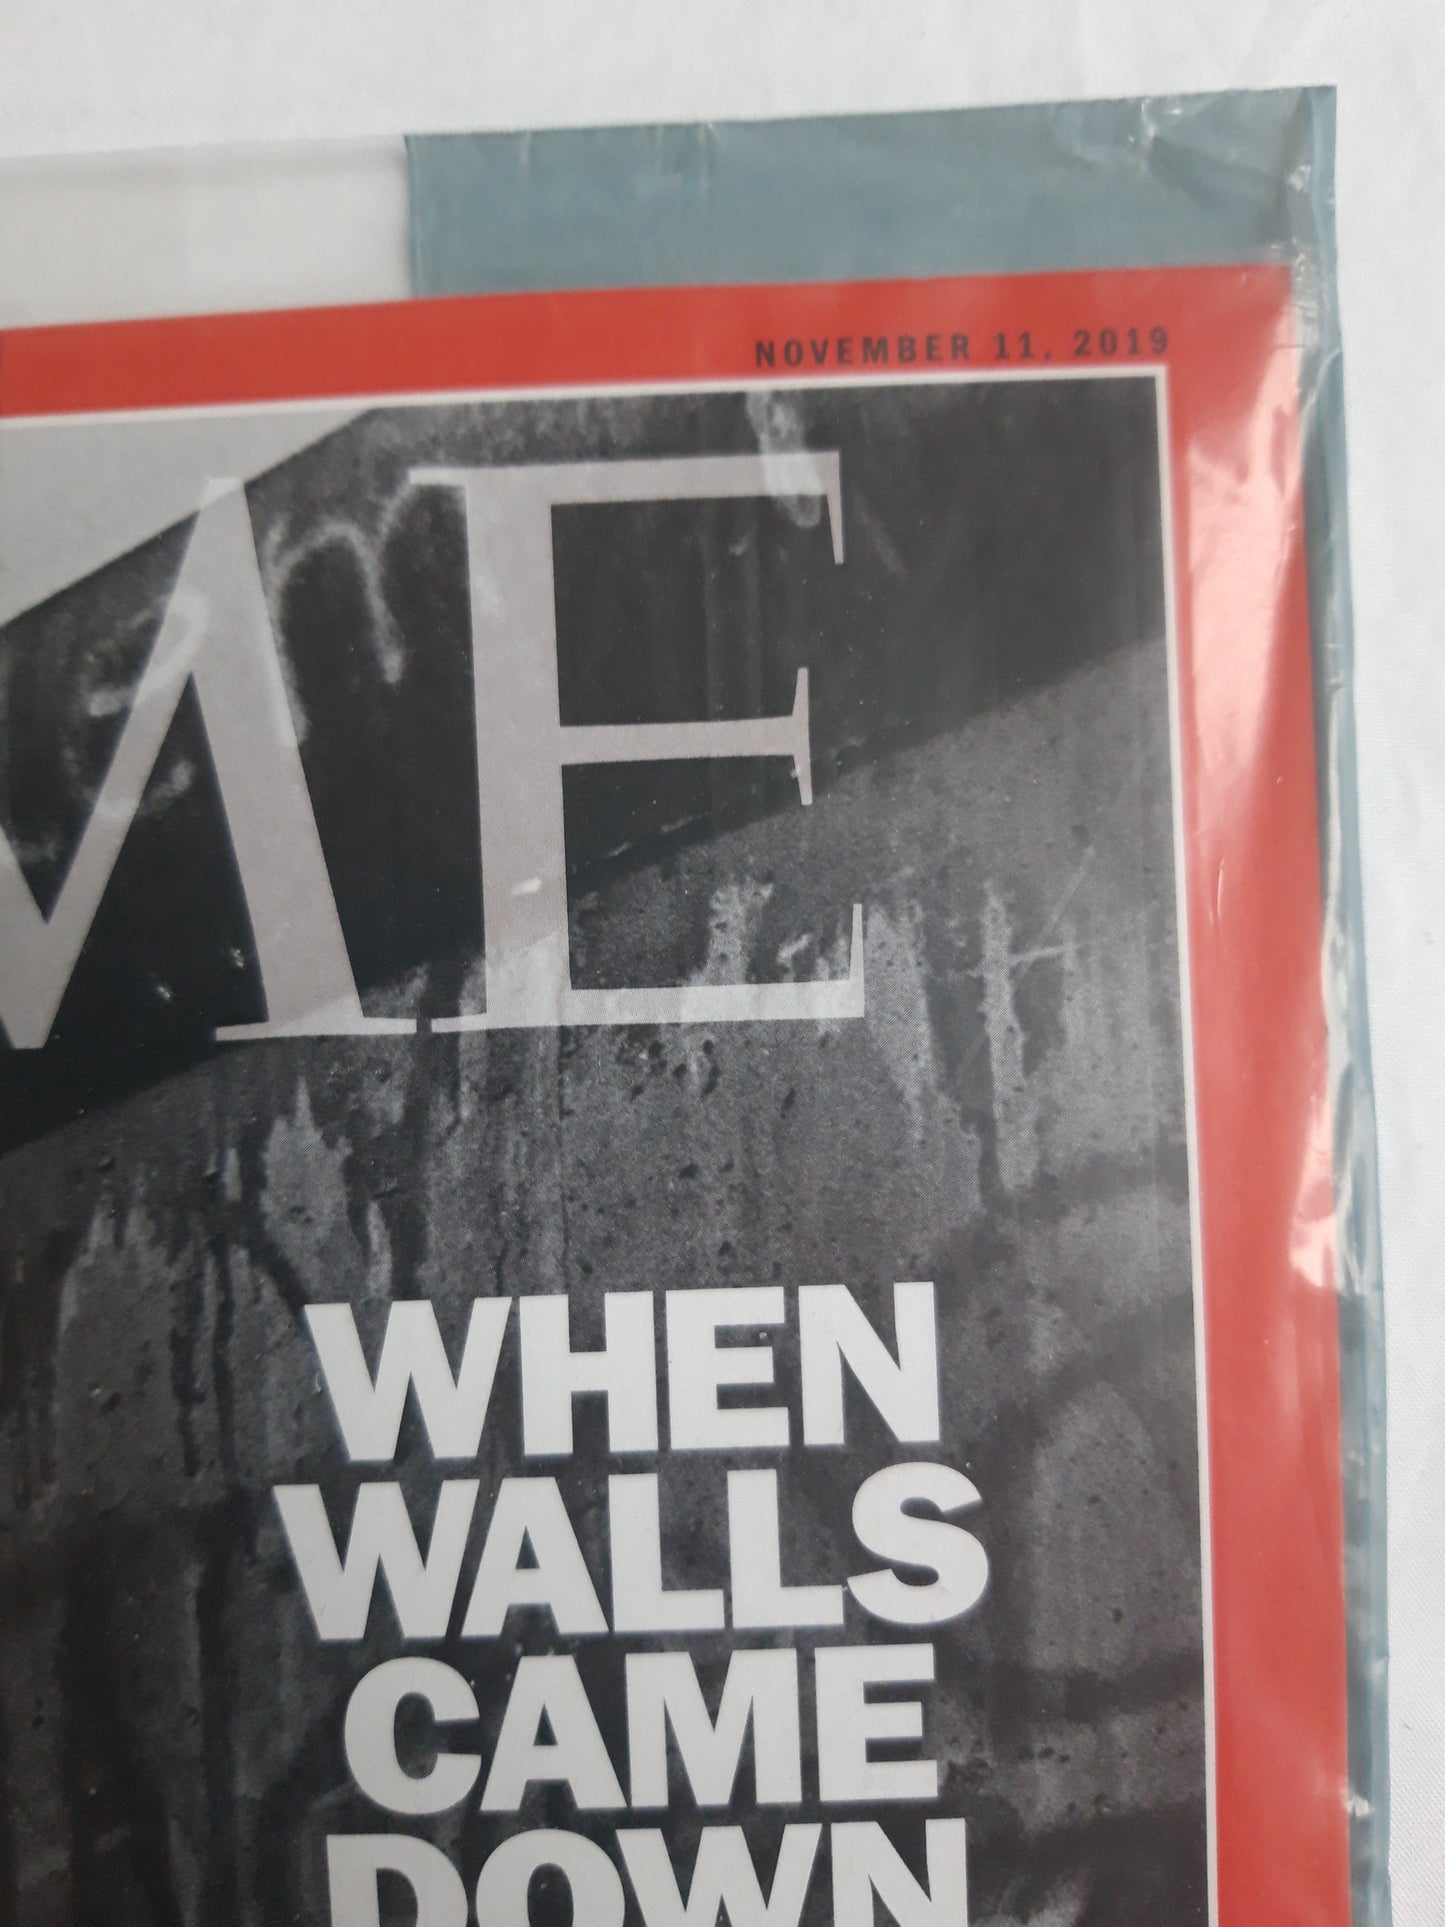 NOVEMBER 11, 2019
ME
WHEN
WALLS
CAME
DOWN